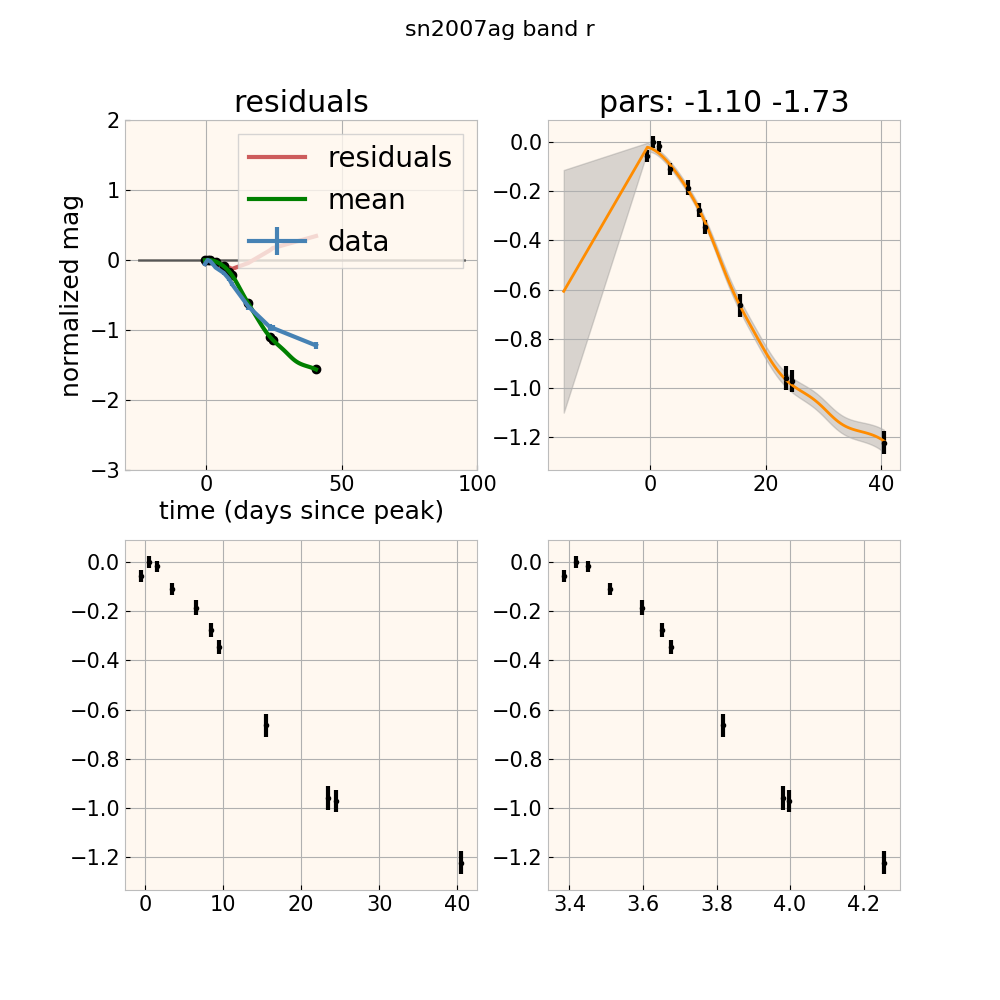 sn2007ag band r
residuals
pars: -1.10 -1.73
normalized mag
2
1
0
−1
−2
−3
residuals
mean
data
0 50 100
time (days since peak)
0.0
−0.2
−0.4
−0.6
−0.8
−1.0
−1.2
0 20 40
0.0
−0.2
−0.4
−0.6
−0.8
−1.0
−1.2
0 10 20 30 40
0.0
−0.2
−0.4
−0.6
−0.8
−1.0
−1.2
3.4 3.6 3.8 4.0 4.2